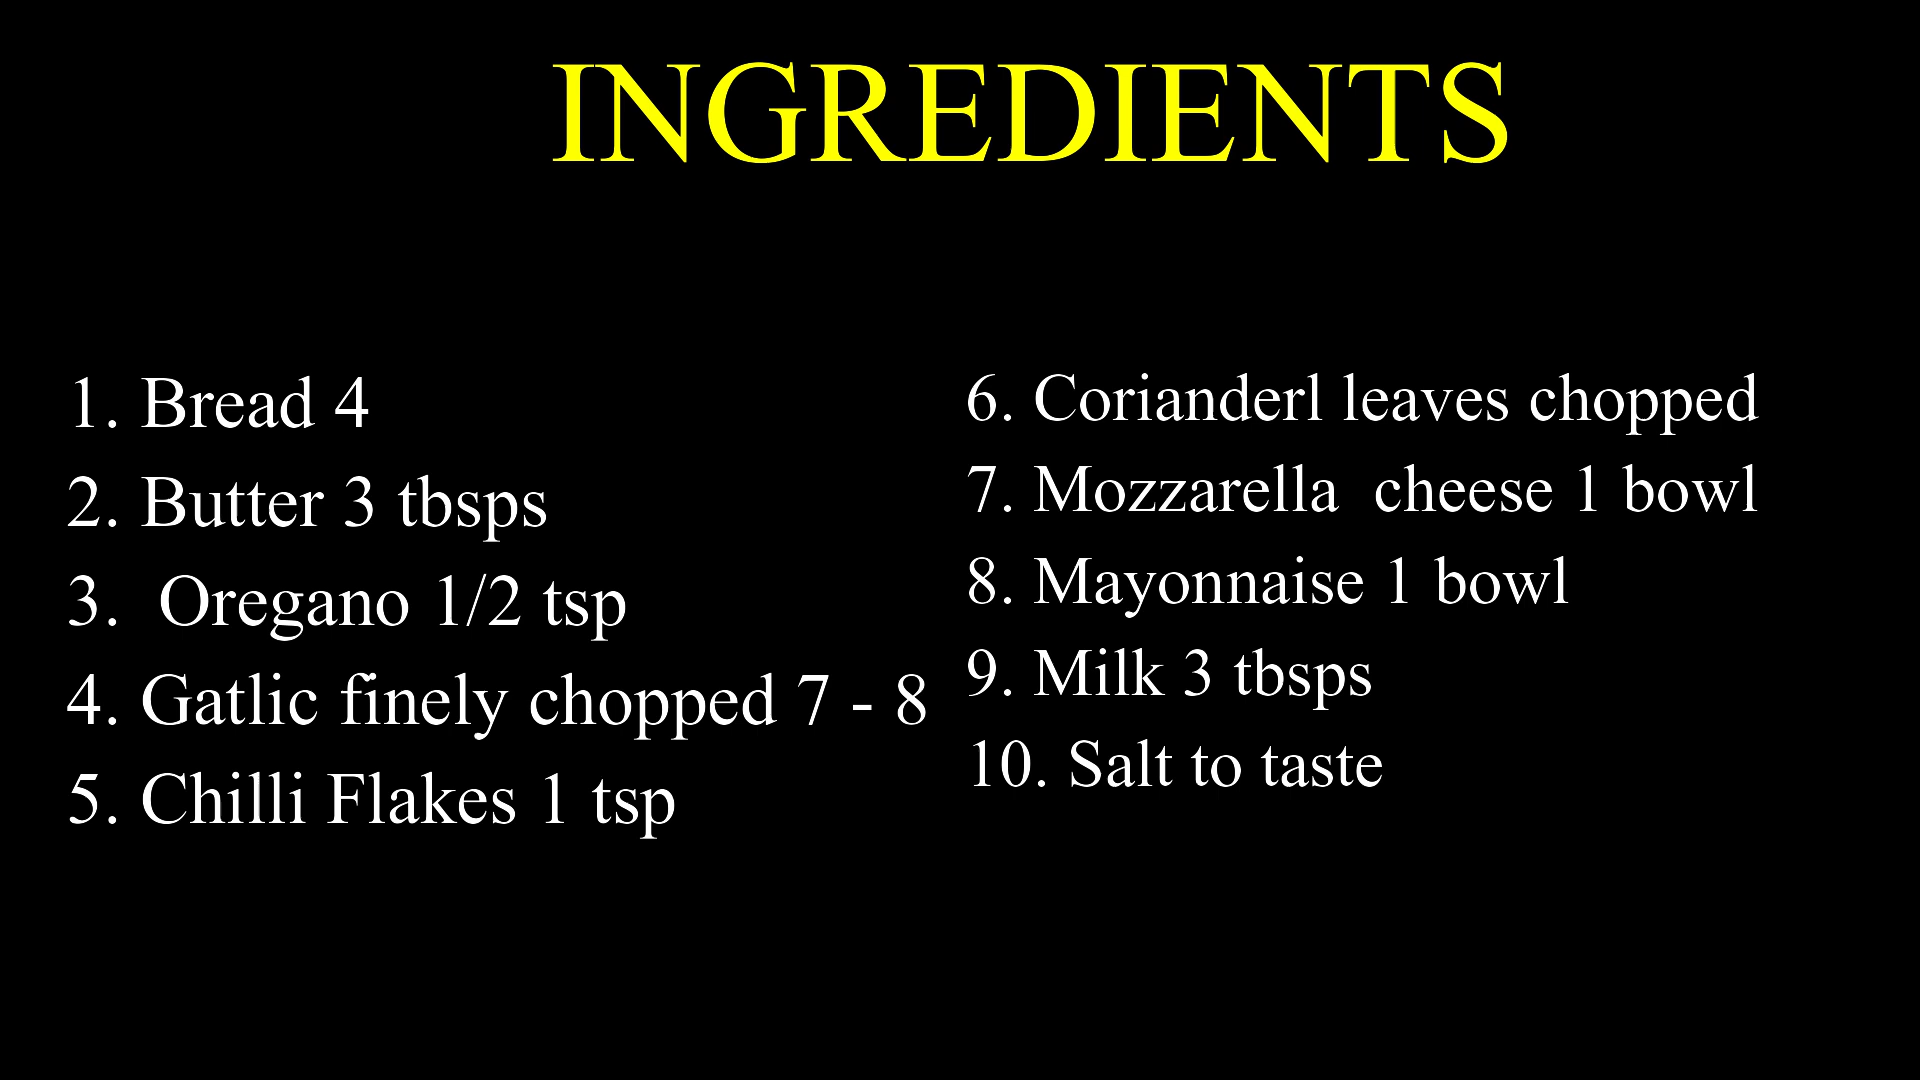 INGREDIENTS
1. Bread 4
2. Butter 3 tbsps
3.  Oregano 1/2 tsp
4. Gatlic finely chopped 7 - 8
5. Chilli Flakes 1 tsp
6. Corianderl leaves chopped
7. Mozzarella  cheese 1 bowl
8. Mayonnaise 1 bowl
9. Milk 3 tbsps
10. Salt to taste